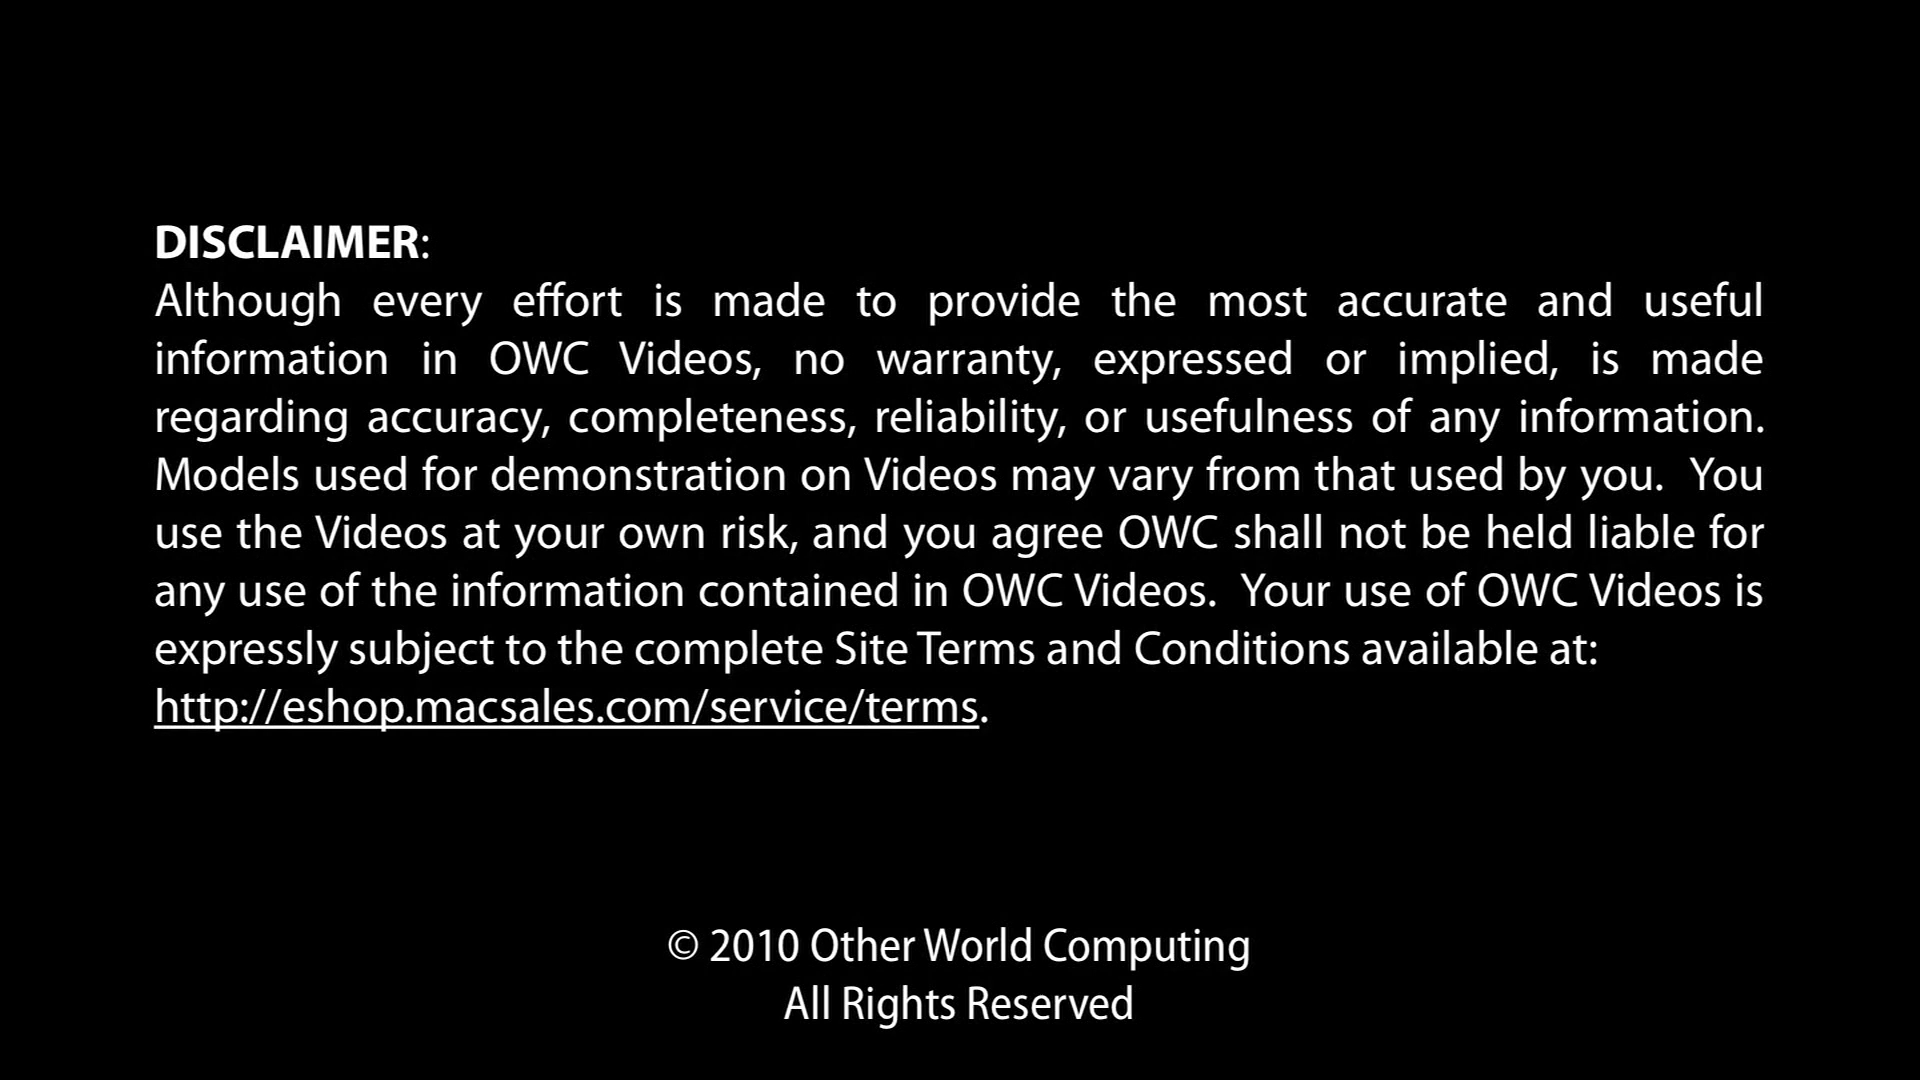 DISCLAIMER:
Although every effort is made to provide the most accurate and useful
information in OWC Videos, no warranty, expressed or implied, is made
regarding accuracy, completeness, reliability, or usefulness of any information.
Models used for demonstration on Videos may vary from that used by you.  You
use the Videos at your own risk, and you agree OWC shall not be held liable for
any use of the information contained in OWC Videos.  Your use of OWC Videos is
expressly subject to the complete Site Terms and Conditions available at:
http://eshop.macsales.com/service/terms.
© 2010 Other World Computing
All Rights Reserved